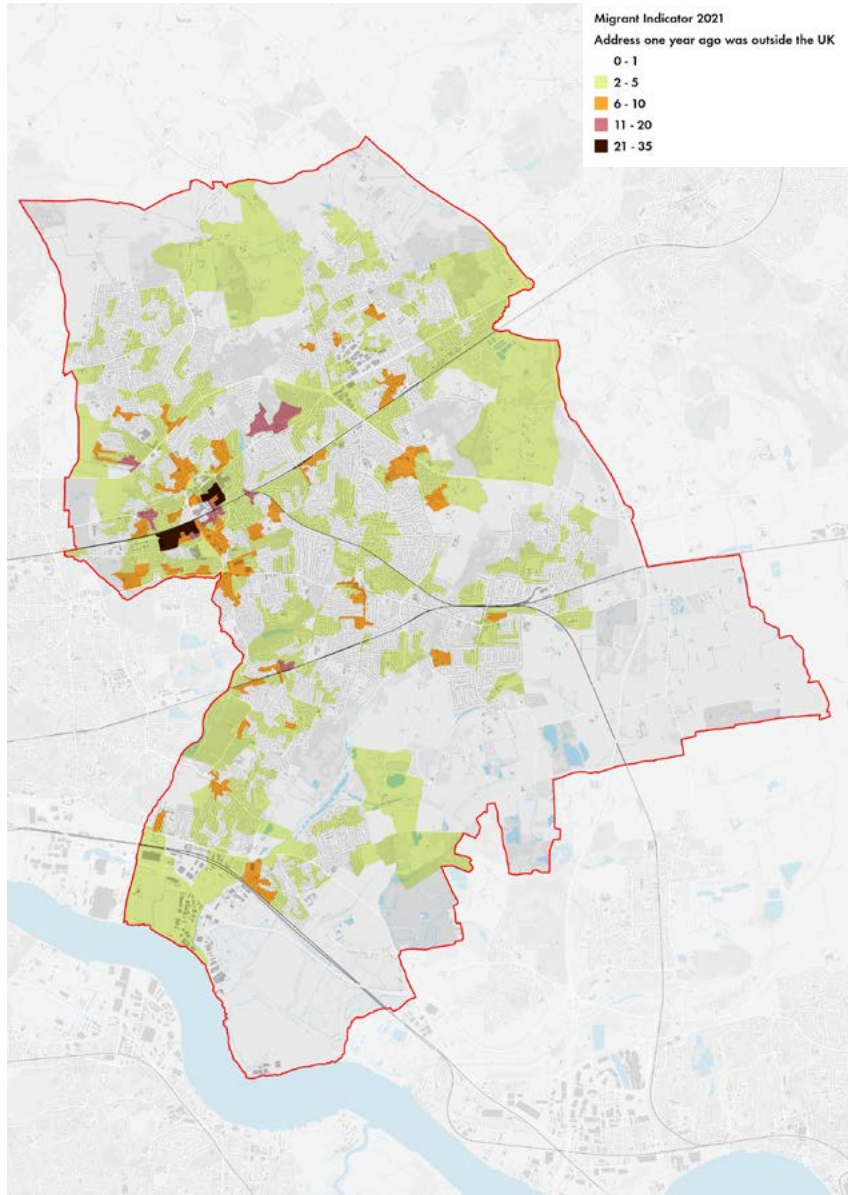 Migrant Indicator 2021
Address one year ago was outside the UK
0 - 1
2 - 5
6 - 10
11 - 20
21 - 35